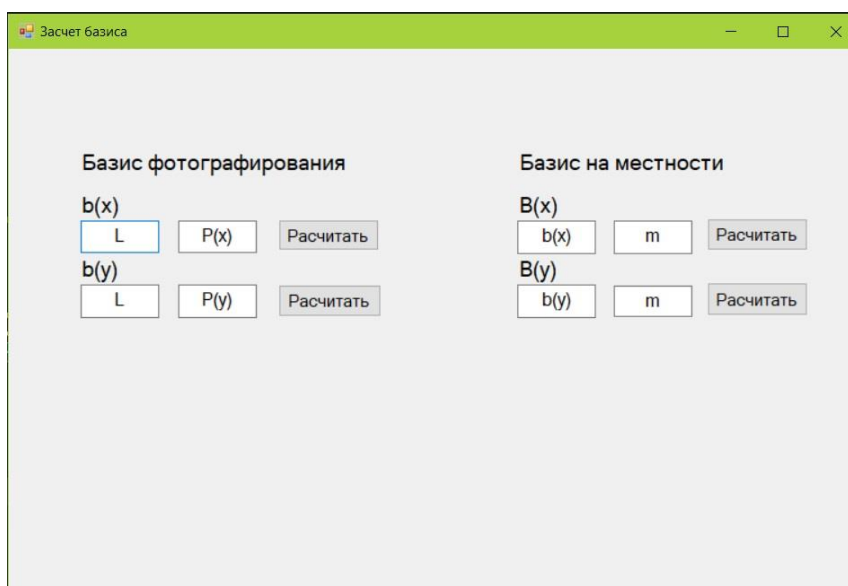 Засчет базиса
Базис фотографирования
b(x)
L P(x) Расчитать
b(y)
L P(y) Расчитать
Базис на местности
B(x)
b(x) m Расчитать
B(y)
b(y) m Расчитать